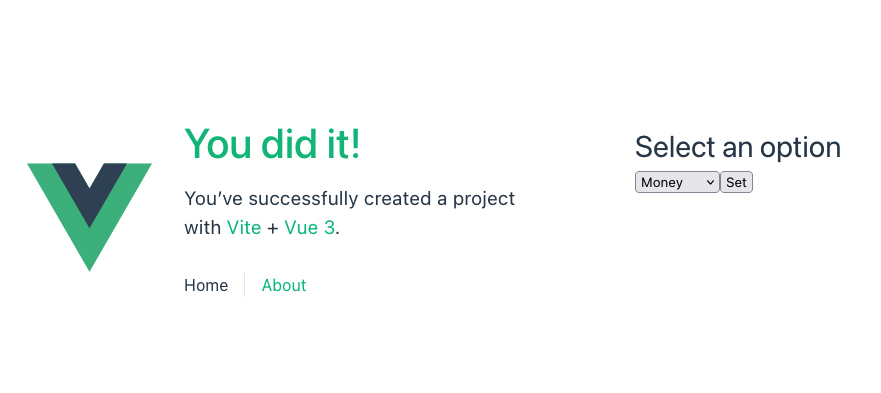 You did it!
You’ve successfully created a project
with Vite + Vue 3.
Home
About
Select an option
Money
Set